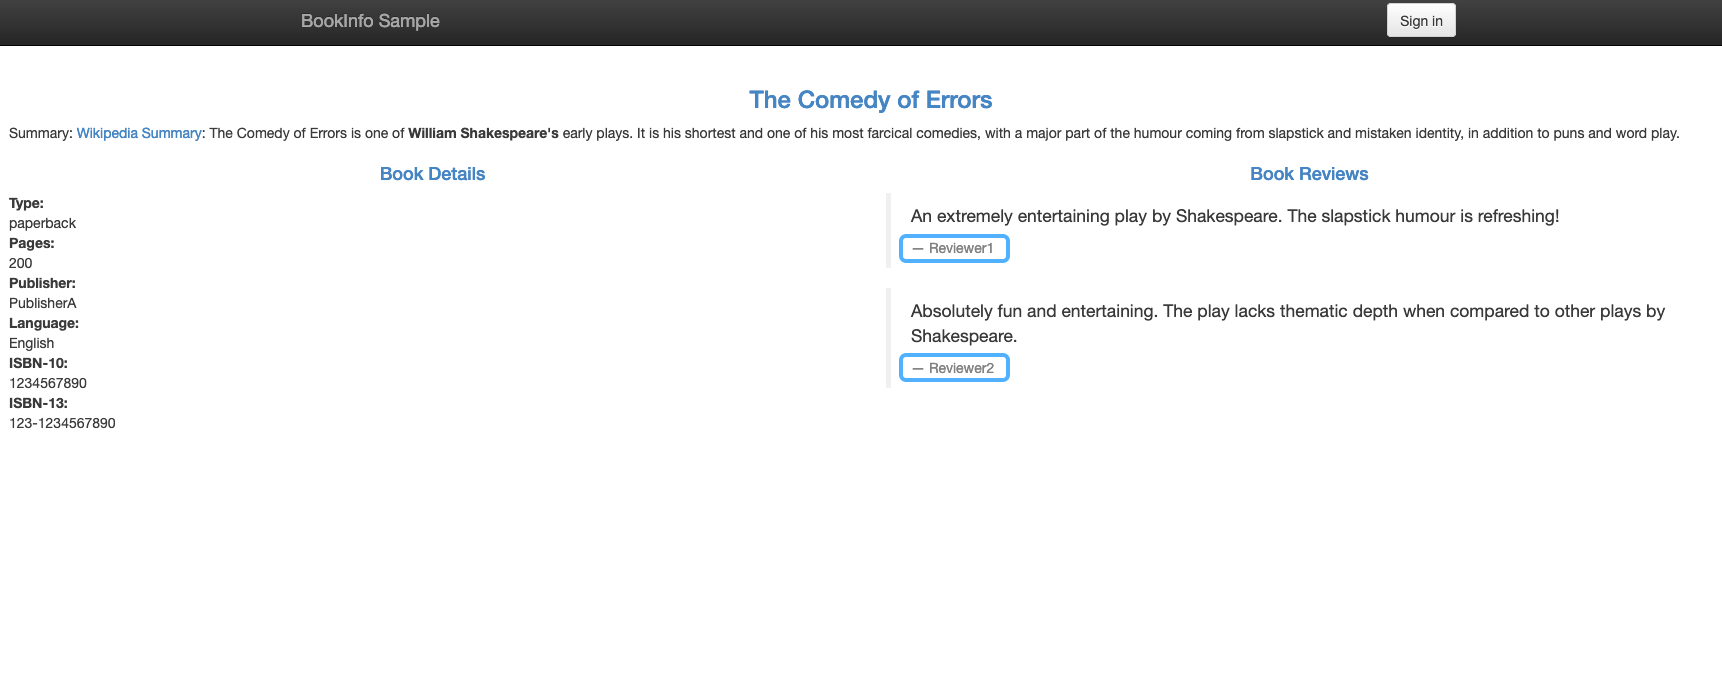 BookInfo Sample
Sign in
The Comedy of Errors
Summary: Wikipedia Summary: The Comedy of Errors is one of William Shakespeare's early plays. It is his shortest and one of his most farcical comedies, with a major part of the humour coming from slapstick and mistaken identity, in addition to puns and word play.
Book Details
Type:
paperback
Pages:
200
Publisher:
PublisherA
Language:
English
ISBN-10:
1234567890
ISBN-13:
123-1234567890
Book Reviews
An extremely entertaining play by Shakespeare. The slapstick humour is refreshing!
— Reviewer1
Absolutely fun and entertaining. The play lacks thematic depth when compared to other plays by
Shakespeare.
— Reviewer2